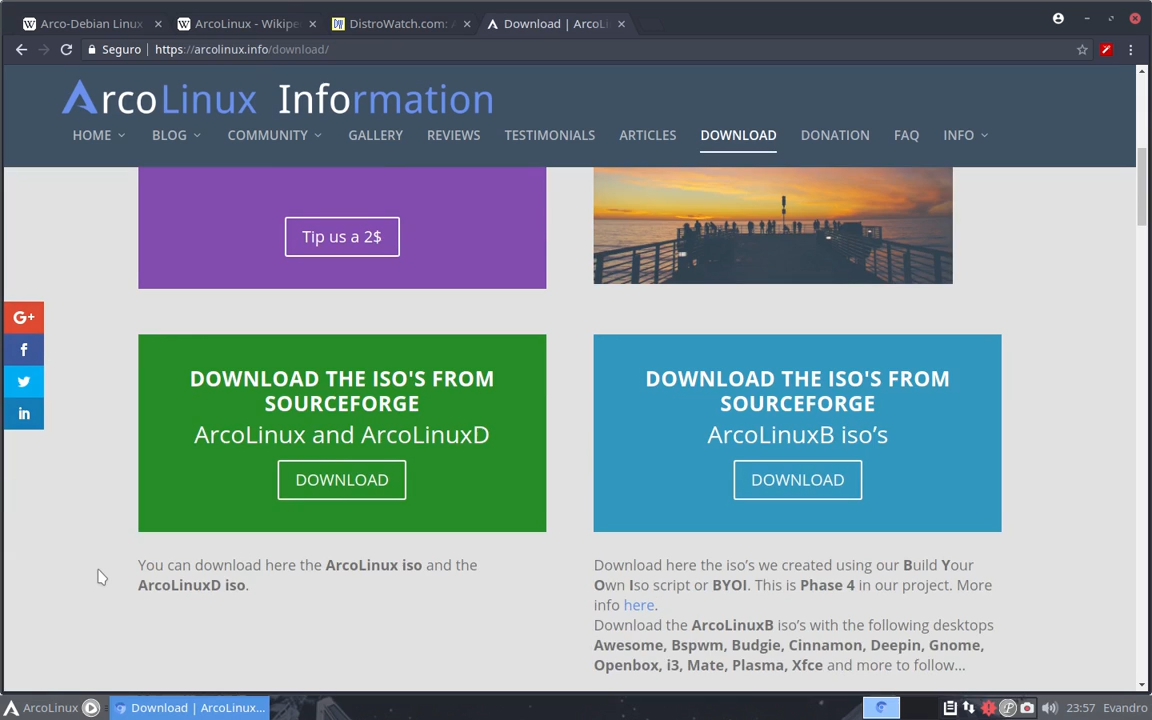 Arco-Debian Linux
ArcoLinux - Wikipe
DistroWatch.com: A
Download | ArcoLi
Seguro
https://arcolinux.info/download/
ArcoLinux Information
HOME
BLOG
COMMUNITY
GALLERY
REVIEWS
TESTIMONIALS
ARTICLES
DOWNLOAD
DONATION
FAQ
INFO
Tip us a 2$
G+
f
in
DOWNLOAD THE ISO'S FROM
SOURCEFORGE
ArcoLinux and ArcoLinuxD
DOWNLOAD
You can download here the ArcoLinux iso and the
ArcoLinuxD iso.
DOWNLOAD THE ISO'S FROM
SOURCEFORGE
ArcoLinuxB iso’s
DOWNLOAD
Download here the iso’s we created using our Build Your
Own Iso script or BYOI. This is Phase 4 in our project. More
info here.
Download the ArcoLinuxB iso’s with the following desktops
Awesome, Bspwm, Budgie, Cinnamon, Deepin, Gnome,
Openbox, i3, Mate, Plasma, Xfce and more to follow…
ArcoLinux
Download | ArcoLinux...
23:57
Evandro